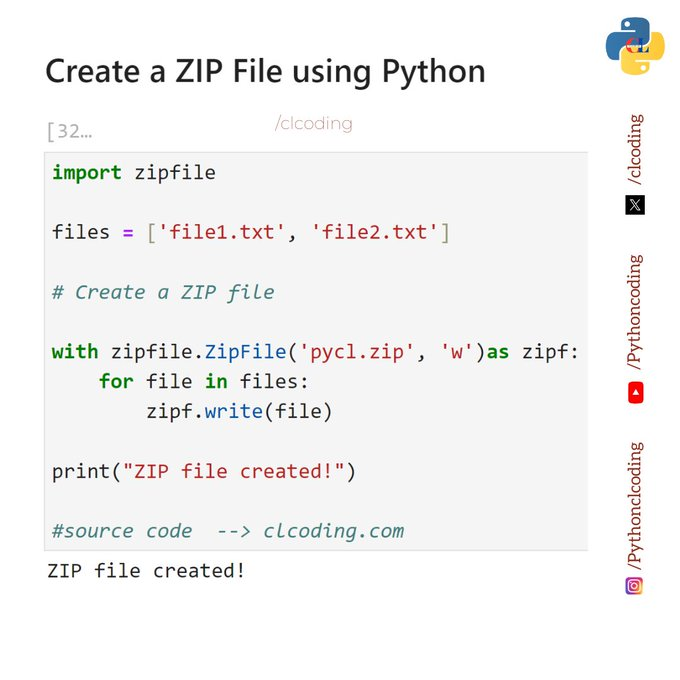 Create a ZIP File using Python
[32…
/clcoding
import zipfile
files = ['file1.txt', 'file2.txt']
# Create a ZIP file
with zipfile.ZipFile('pycl.zip', 'w')as zipf:
    for file in files:
        zipf.write(file)
print("ZIP file created!")
#source code  --> clcoding.com
ZIP file created!
/clcoding
/Pythoncoding
/Pythonclcoding